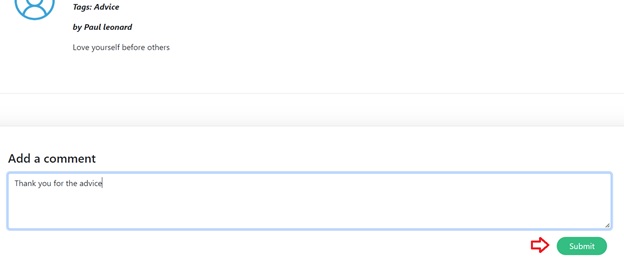 Tags: Advice
by Paul leonard
Love yourself before others
Add a comment
Thank you for the advice
Submit